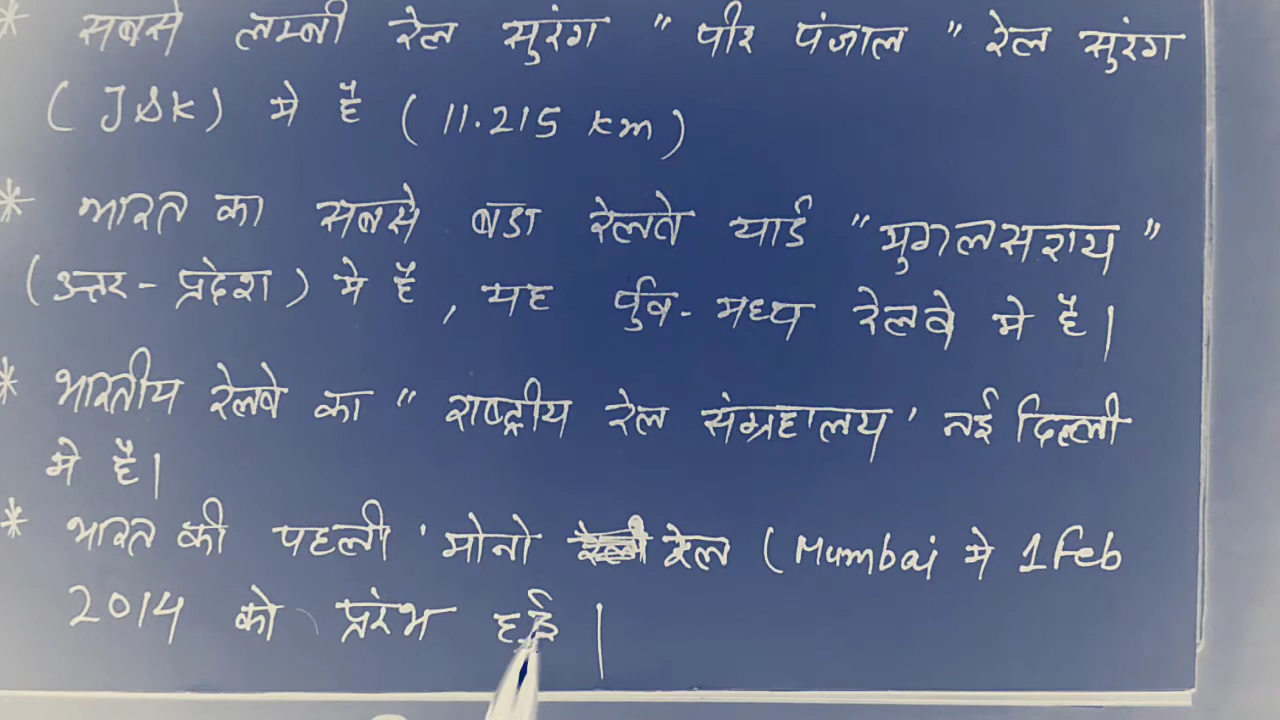 * सबसे लम्बी रेल सुरंग " पीर पंजाल " रेल सुरंग
( J&K ) मे है ( 11.215 km )
* भारत का सबसे बडा रेलवे यार्ड " मुगलसराय "
( उत्तर - प्रदेश ) मे है , यह र्पुव - मध्य रेलवे मे है।
* भारतीय रेलवे का " राष्ट्रीय रेल संग्रहालय ' नई दिल्ली
मे है।
* भारत की पहली ' मोनो रेल ( Mumbai मे 1 Feb
2014 को प्ररंभ हुई |